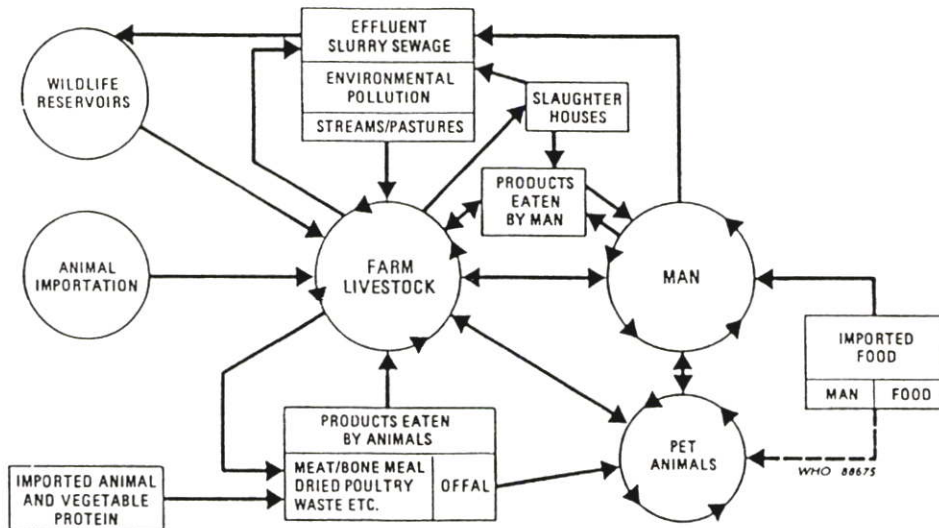 EFFLUENT
SLURRY SEWAGE
ENVIRONMENTAL
POLLUTION
STREAMS/PASTURES
WILDLIFE
RESERVOIRS
SLAUGHTER
HOUSES
PRODUCTS
EATEN
BY MAN
ANIMAL
IMPORTATION
FARM
LIVESTOCK
MAN
IMPORTED
FOOD
MAN
FOOD
PRODUCTS EATEN
BY ANIMALS
MEAT/BONE MEAL
DRIED POULTRY
WASTE ETC.
OFFAL
PET
ANIMALS
WHO 88675
IMPORTED ANIMAL
AND VEGETABLE
PROTEIN